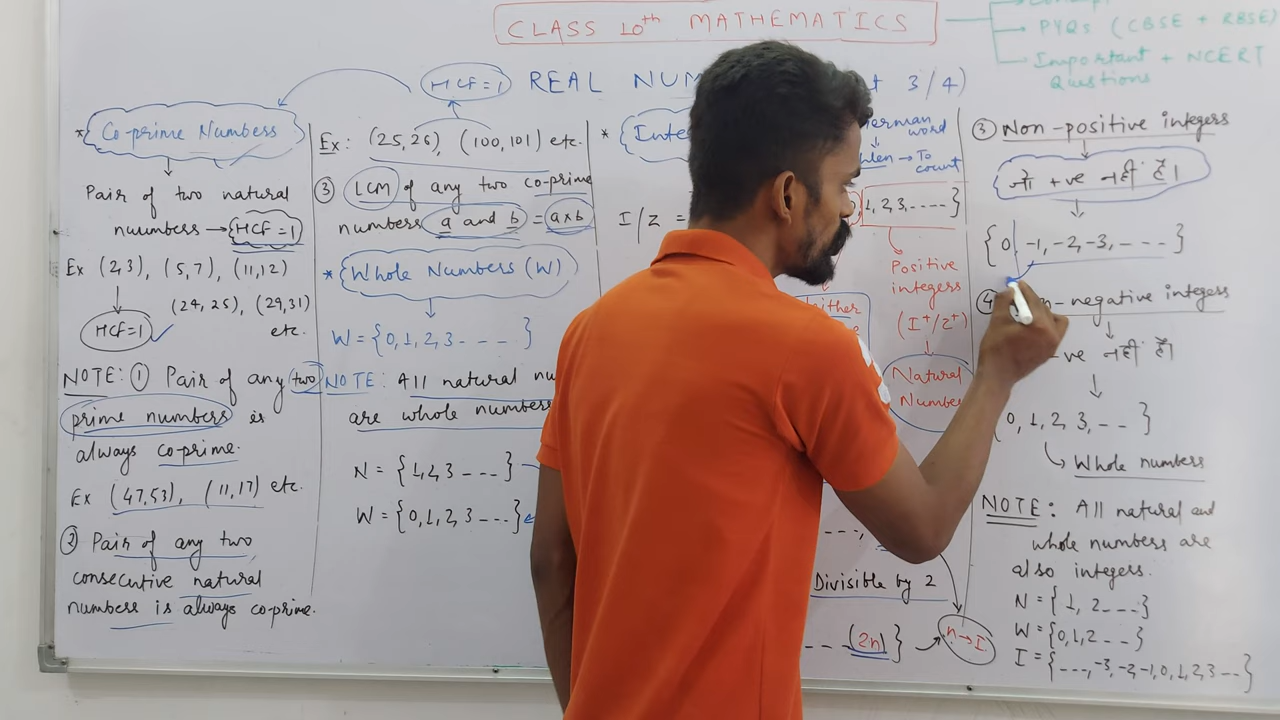 CLASS 10th MATHEMATICS
PYQs (CBSE + RBSE)
Important + NCERT
Questions
HCF=1
REAL NUM
3/4)
* Co-prime Numbers
Pair of two natural
numbers → HCF=1
Ex (2,3), (5,7), (11,12)
(24,25), (29,31)
etc.
HCF=1 ✓
NOTE: ① Pair of any two
prime numbers is
always co-prime.
Ex (47,53), (11,17) etc.
② Pair of any two
consecutive natural
numbers is always co-prime.
Ex: (25,26), (100,101) etc.
③ LCM of any two co-prime
numbers a and b = a×b
* Whole Numbers (W)
W = {0,1,2,3 - - - - }
NOTE: All natural nu
are whole numbers
N = {1,2,3 - - - }
W = {0,1,2,3 - - - }
* Inte
German
word
hlen → To
count
I/Z =
1,2,3,.....}
Positive
integers
(I⁺/Z⁺)
Natural
Number
either
Divisible by 2
- - - (2n)}
n→I
③ Non-positive integers
जो +ve नहीं है।
{0, -1, -2, -3, - - - - }
④ n-negative integers
-ve नहीं है।
0, 1, 2, 3, - - - }
Whole numbers
NOTE: All natural and
whole numbers are
also integers.
N = {1, 2 - - - }
W = {0,1,2 - - - }
I = {- - -, -3, -2, -1, 0, 1, 2, 3 - - - }